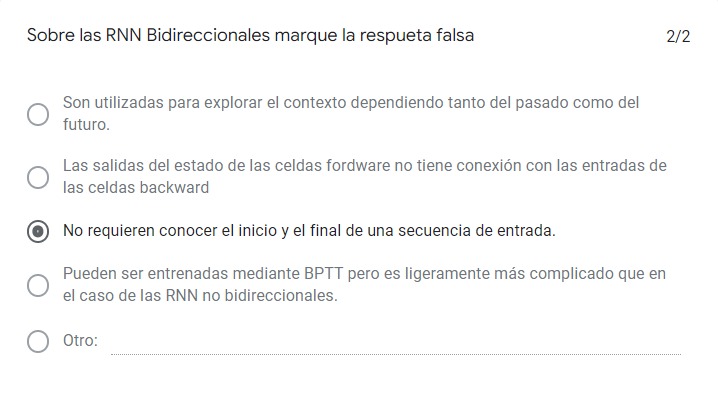 Sobre las RNN Bidireccionales marque la respueta falsa
2/2
Son utilizadas para explorar el contexto dependiendo tanto del pasado como del
futuro.
Las salidas del estado de las celdas fordware no tiene conexión con las entradas de
las celdas backward
No requieren conocer el inicio y el final de una secuencia de entrada.
Pueden ser entrenadas mediante BPTT pero es ligeramente más complicado que en
el caso de las RNN no bidireccionales.
Otro: